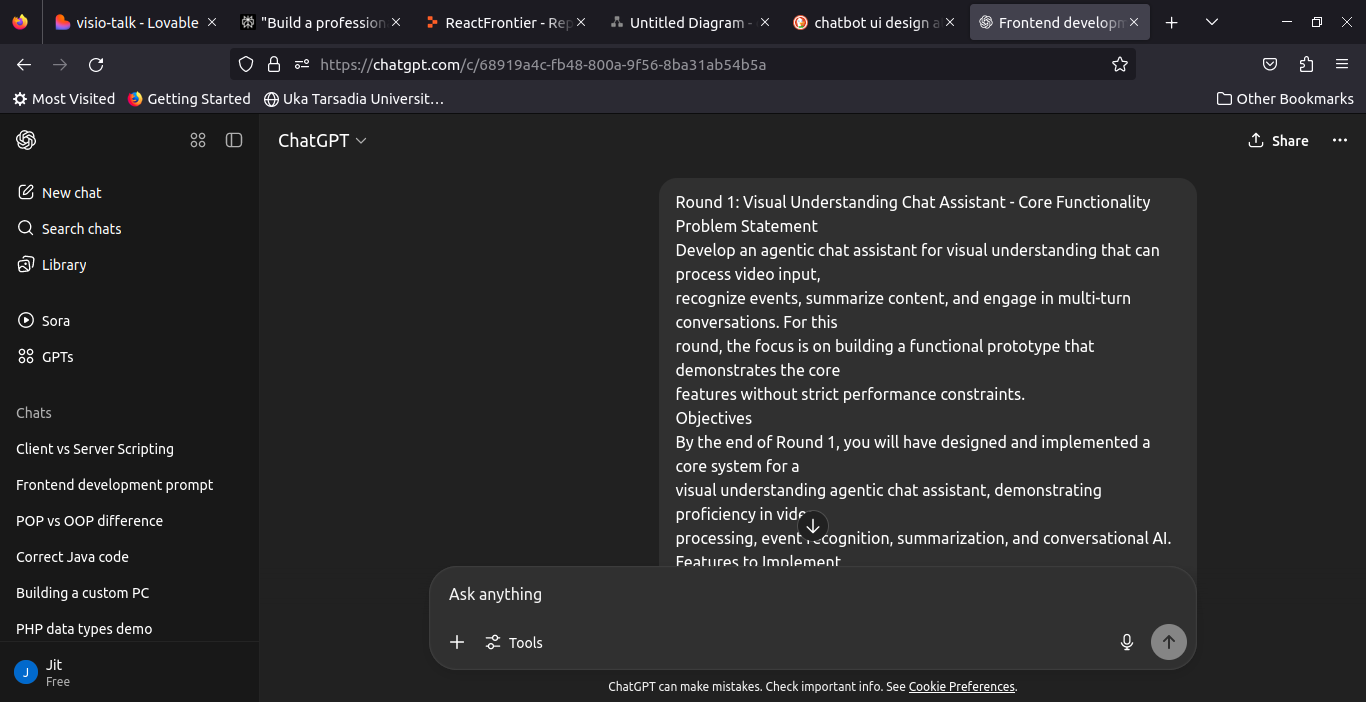 visio-talk - Lovable
"Build a profession
ReactFrontier - Rep
Untitled Diagram -
chatbot ui design a
Frontend developm
https://chatgpt.com/c/68919a4c-fb48-800a-9f56-8ba31ab54b5a
Most Visited
Getting Started
Uka Tarsadia Universit…
Other Bookmarks
ChatGPT
Share
New chat
Search chats
Library
Sora
GPTs
Chats
Client vs Server Scripting
Frontend development prompt
POP vs OOP difference
Correct Java code
Building a custom PC
PHP data types demo
J
Jit
Free
Round 1: Visual Understanding Chat Assistant - Core Functionality
Problem Statement
Develop an agentic chat assistant for visual understanding that can
process video input,
recognize events, summarize content, and engage in multi-turn
conversations. For this
round, the focus is on building a functional prototype that
demonstrates the core
features without strict performance constraints.
Objectives
By the end of Round 1, you will have designed and implemented a
core system for a
visual understanding agentic chat assistant, demonstrating
proficiency in vide
processing, event recognition, summarization, and conversational AI.
Features to Implement
Ask anything
Tools
ChatGPT can make mistakes. Check important info. See Cookie Preferences.